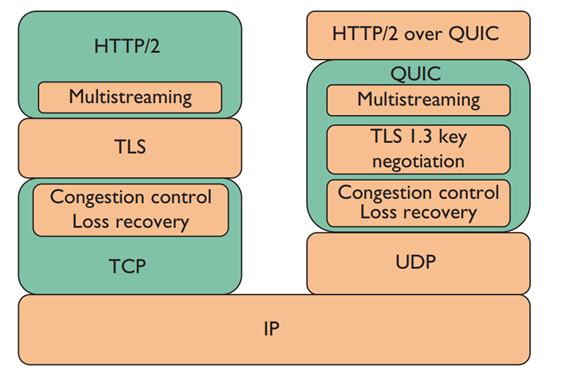 HTTP/2
Multistreaming
TLS
Congestion control
Loss recovery
TCP
HTTP/2 over QUIC
QUIC
Multistreaming
TLS 1.3 key
negotiation
Congestion control
Loss recovery
UDP
IP